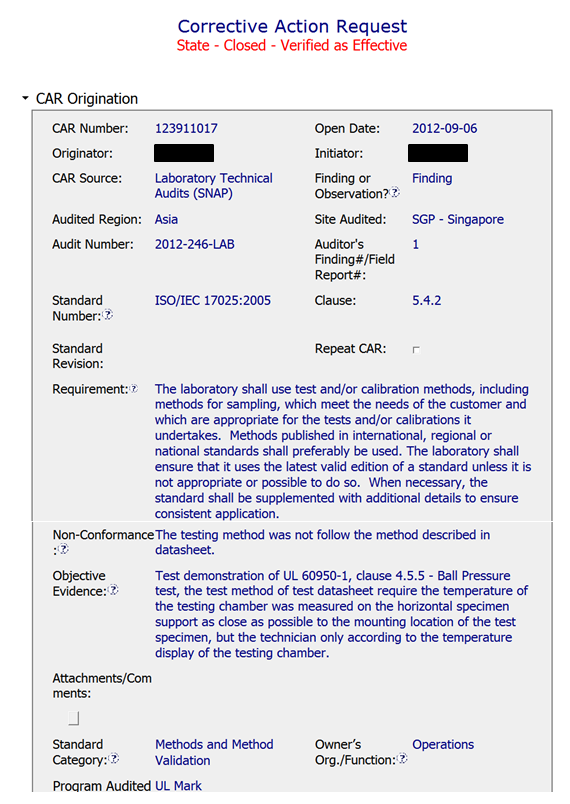 Corrective Action Request
State - Closed - Verified as Effective
CAR Origination
CAR Number: 123911017 Open Date: 2012-09-06
Originator: Initiator:
CAR Source: Laboratory Technical Audits (SNAP) Finding or Observation?: Finding
Audited Region: Asia Site Audited: SGP - Singapore
Audit Number: 2012-246-LAB Auditor's Finding#/Field Report#: 1
Standard Number: ISO/IEC 17025:2005 Clause: 5.4.2
Standard Revision: Repeat CAR:
Requirement: The laboratory shall use test and/or calibration methods, including
methods for sampling, which meet the needs of the customer and
which are appropriate for the tests and/or calibrations it
undertakes. Methods published in international, regional or
national standards shall preferably be used. The laboratory shall
ensure that it uses the latest valid edition of a standard unless it is
not appropriate or possible to do so. When necessary, the
standard shall be supplemented with additional details to ensure
consistent application.
Non-Conformance: The testing method was not follow the method described in
datasheet.
Objective Evidence: Test demonstration of UL 60950-1, clause 4.5.5 - Ball Pressure
test, the test method of test datasheet require the temperature of
the testing chamber was measured on the horizontal specimen
support as close as possible to the mounting location of the test
specimen, but the technician only according to the temperature
display of the testing chamber.
Attachments/Comments:
Standard Category: Methods and Method Validation Owner's Org./Function: Operations
Program Audited UL Mark